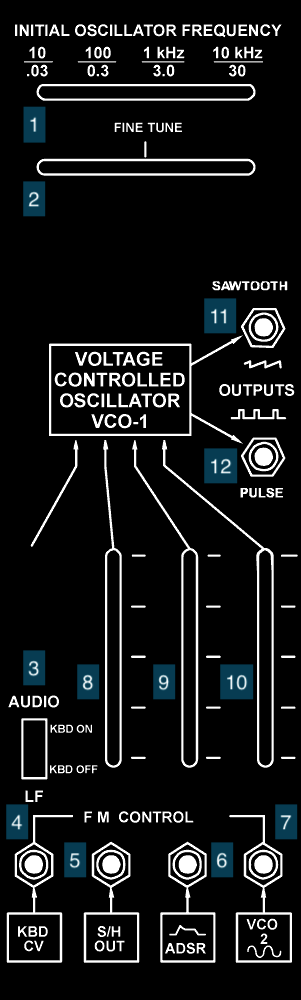 INITIAL OSCILLATOR FREQUENCY
10 100 1 kHz 10 kHz
.03 0.3 3.0 30
1
FINE TUNE
2
SAWTOOTH
11
VOLTAGE
CONTROLLED
OSCILLATOR
VCO-1
OUTPUTS
12
PULSE
3
8 9 10
AUDIO
KBD ON
KBD OFF
LF
4 F M CONTROL 7
5 6
KBD
CV
S/H
OUT
ADSR
VCO
2